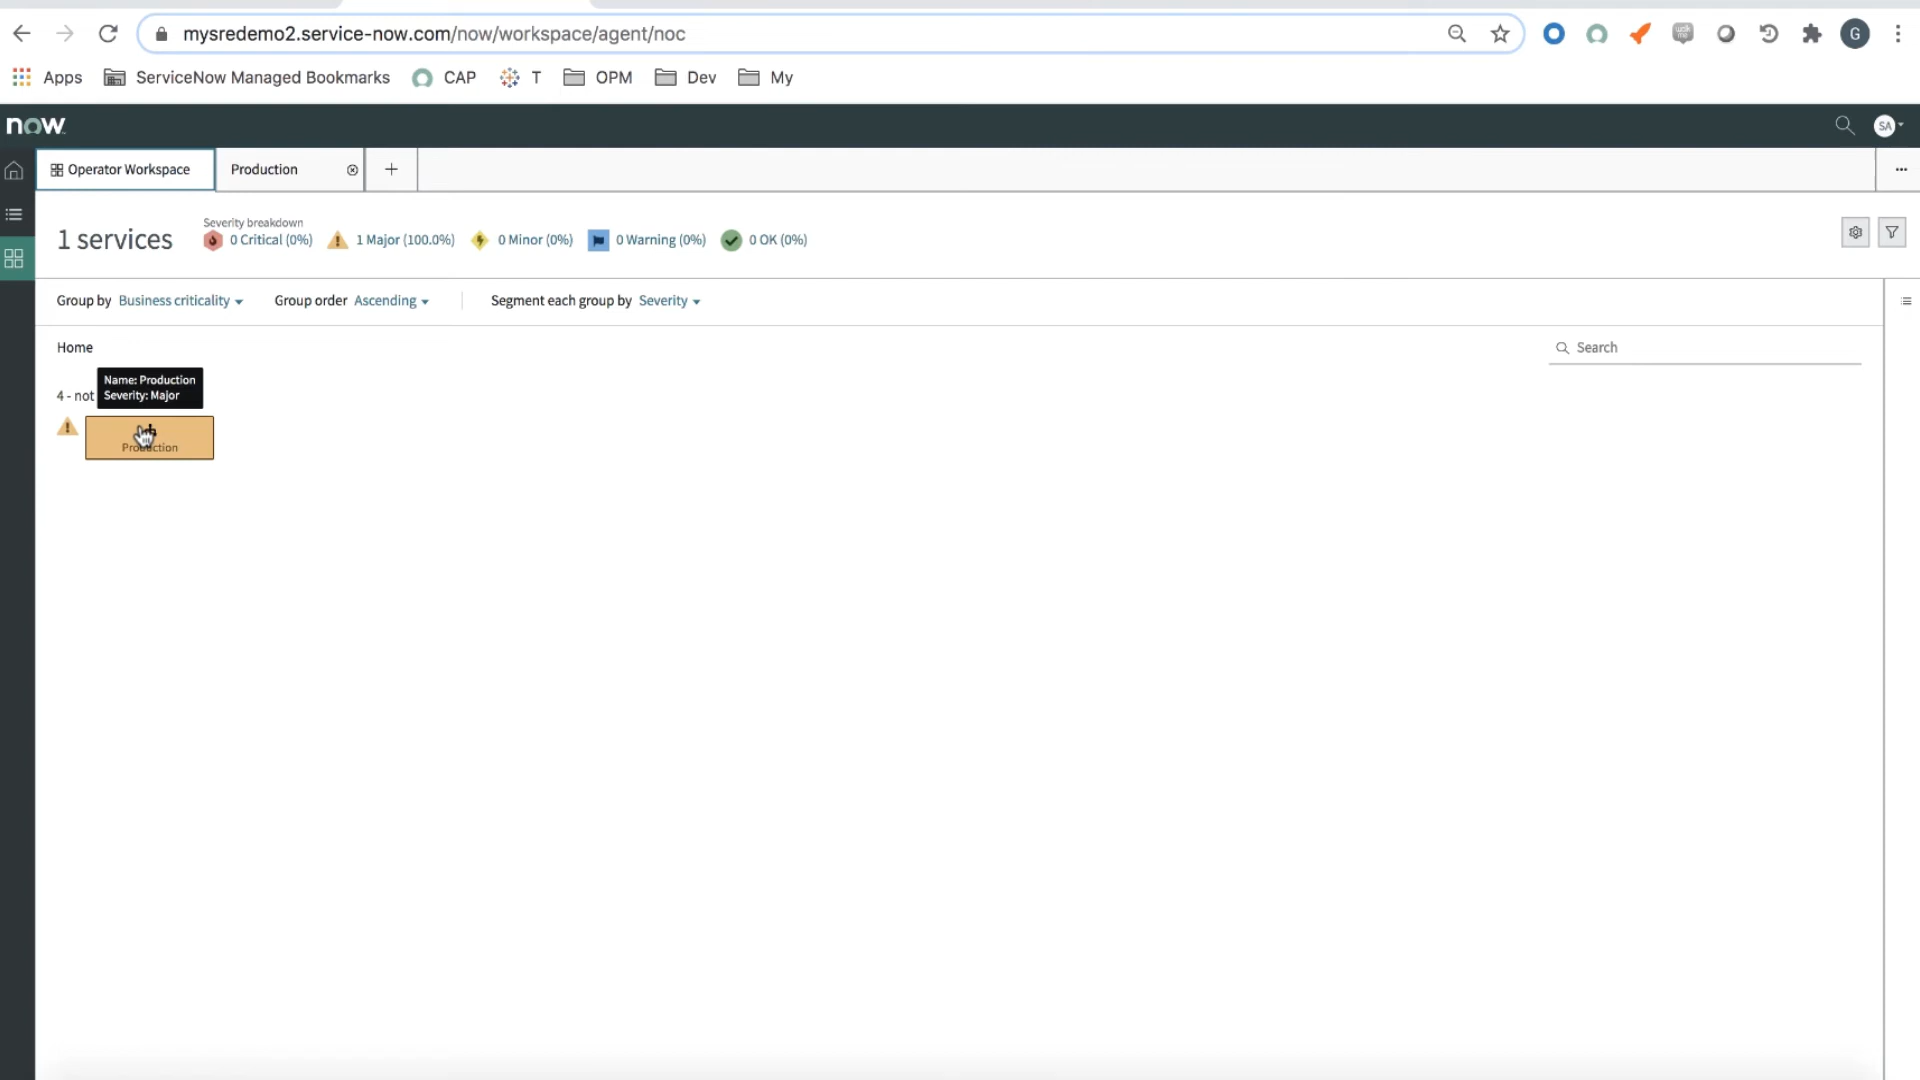 mysredemo2.service-now.com/now/workspace/agent/noc
G
Apps
ServiceNow Managed Bookmarks
CAP
T
OPM
Dev
My
now
SA
Operator Workspace
Production
1 services
Severity breakdown
0 Critical (0%)
1 Major (100.0%)
0 Minor (0%)
0 Warning (0%)
0 OK (0%)
Group by Business criticality
Group order Ascending
Segment each group by Severity
Home
Search
Name: Production
Severity: Major
4 - not
Production